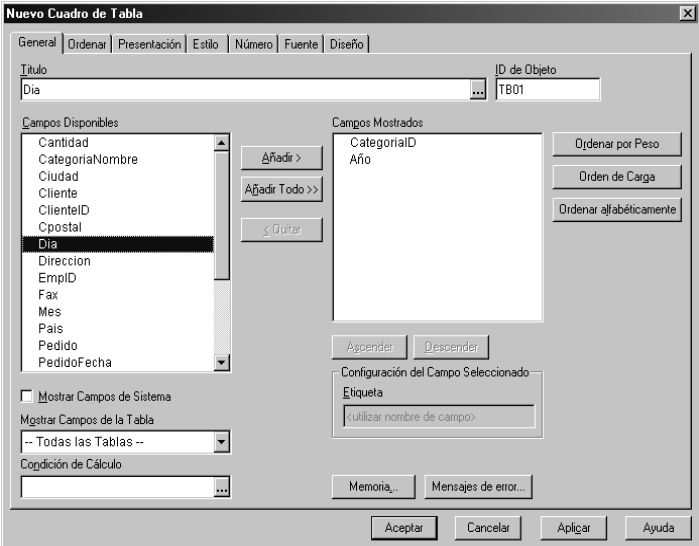 Nuevo Cuadro de Tabla
General Ordenar Presentación Estilo Número Fuente Diseño
Título
ID de Objeto
Dia
...
TB01
Campos Disponibles
Campos Mostrados
Cantidad
CategoriaNombre
Ciudad
Cliente
ClienteID
Cpostal
Dia
Direccion
EmpID
Fax
Mes
Pais
Pedido
PedidoFecha
Añadir >
Añadir Todo >>
< Quitar
CategoriaID
Año
Ordenar por Peso
Orden de Carga
Ordenar alfabéticamente
Ascender
Descender
Mostrar Campos de Sistema
Mostrar Campos de la Tabla
-- Todas las Tablas --
Condición de Cálculo
...
Configuración del Campo Seleccionado
Etiqueta
<utilizar nombre de campo>
Memoria...
Mensajes de error...
Aceptar
Cancelar
Aplicar
Ayuda